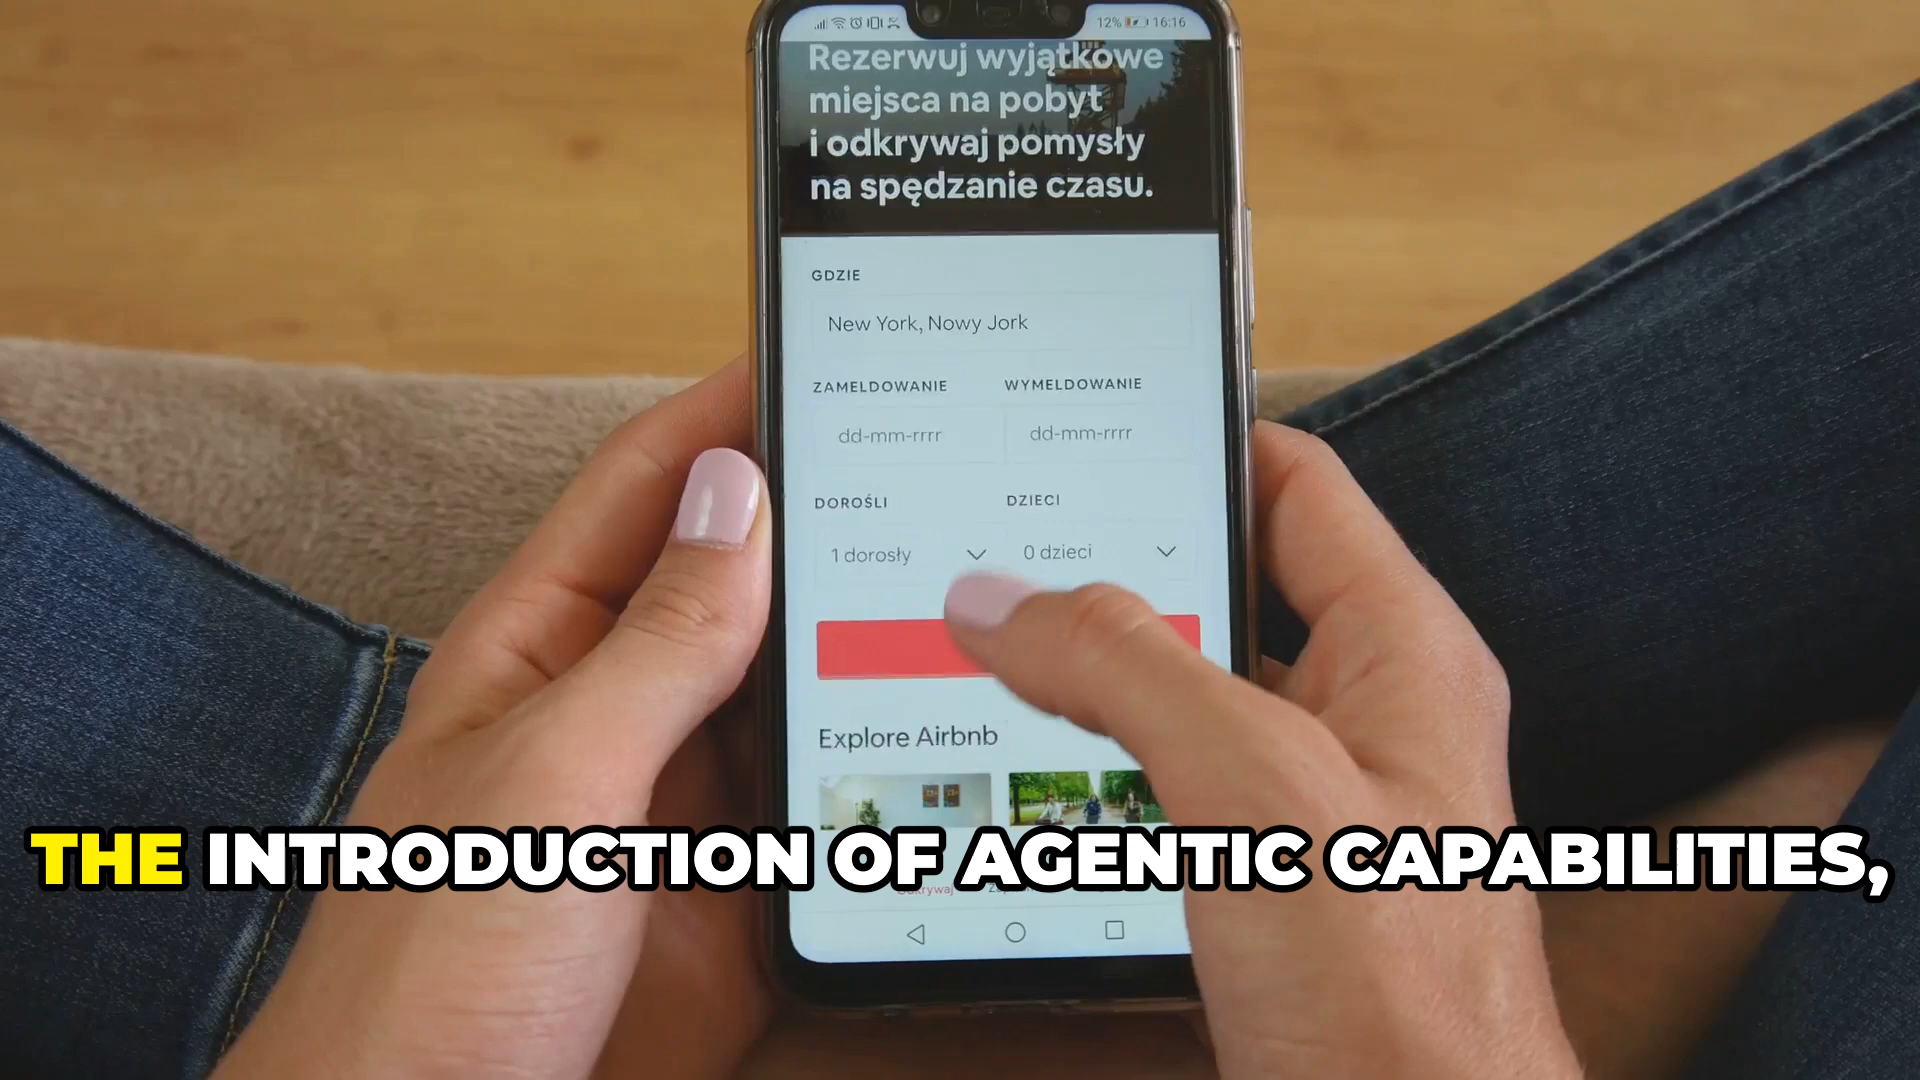 12% 16:16
Rezerwuj wyjątkowe
miejsca na pobyt
i odkrywaj pomysły
na spędzanie czasu.
GDZIE
New York, Nowy Jork
ZAMELDOWANIE WYMELDOWANIE
dd-mm-rrrr dd-mm-rrrr
DOROŚLI DZIECI
1 dorosły 0 dzieci
Explore Airbnb
THE INTRODUCTION OF AGENTIC CAPABILITIES,
Odkrywaj